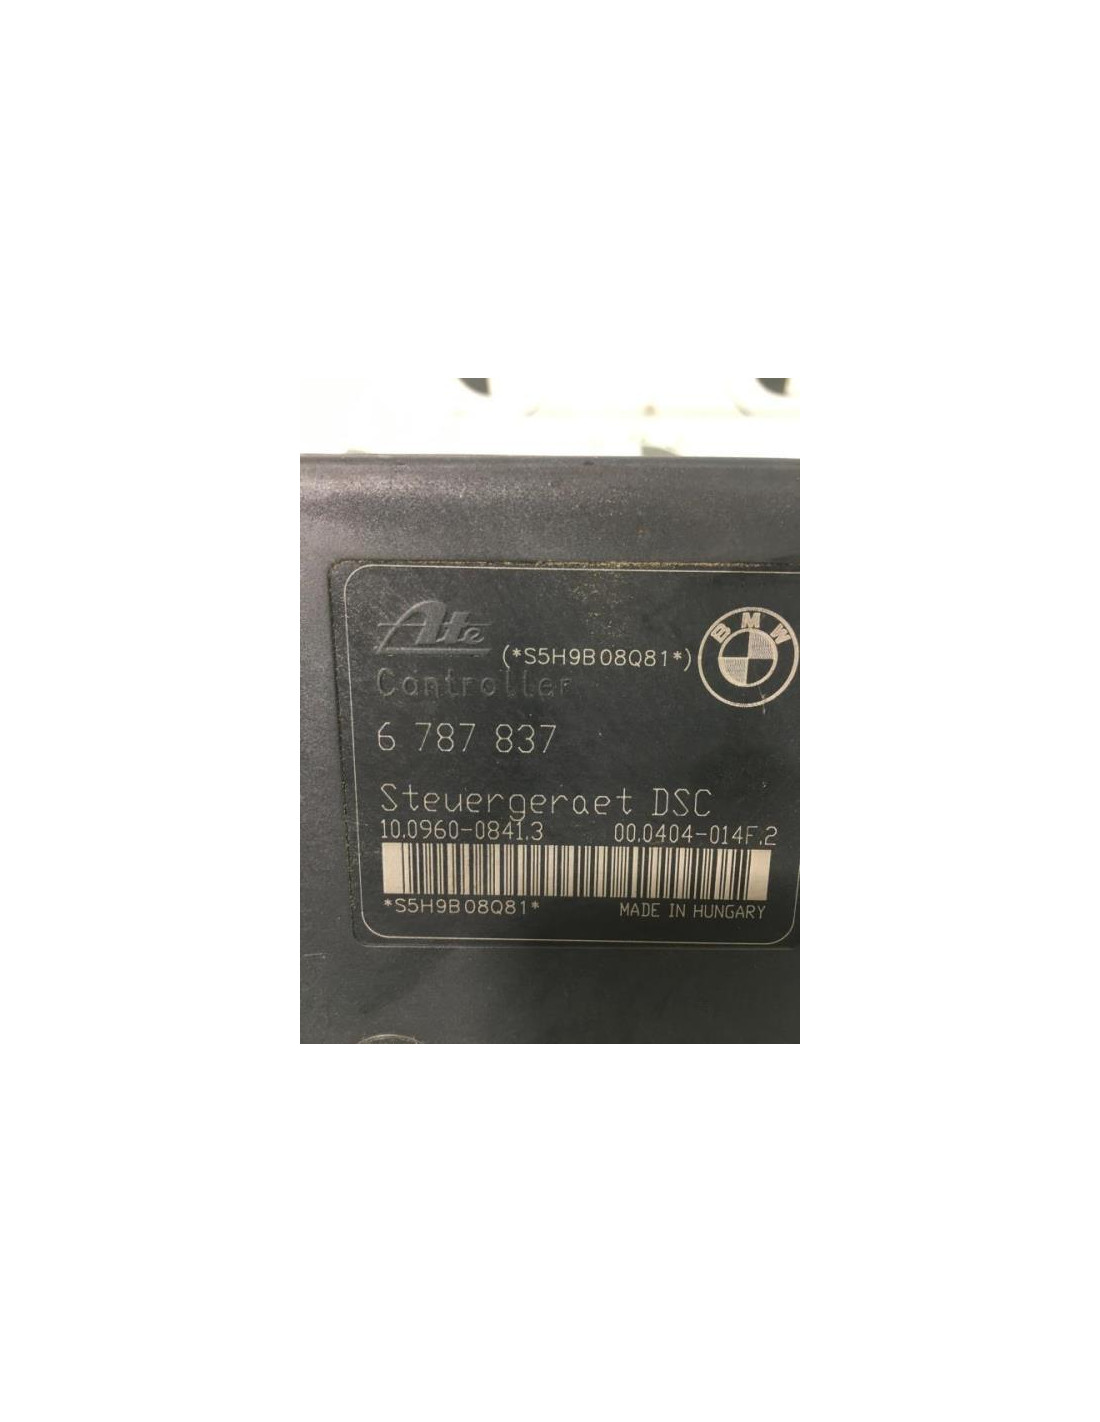 Ate
(*S5H9B08Q81*)
BMW
Controller
6 787 837
Steuergeraet DSC
10.0960-0841.3 00.0404-014F.2
*S5H9B08Q81* MADE IN HUNGARY